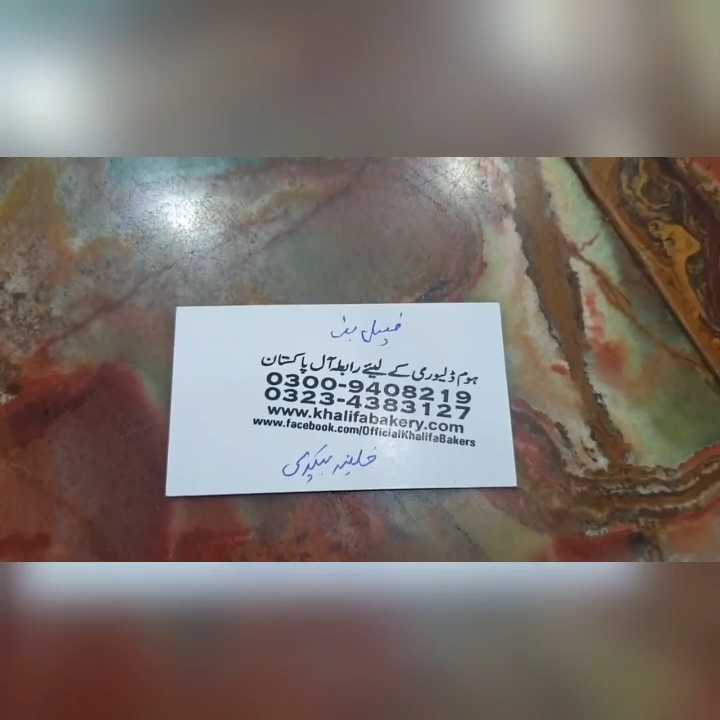 فیصل بٹ
ہوم ڈلیوری کے لیئے رابطہ آل پاکستان
0300-9408219
0323-4383127
www.khalifabakery.com
www.facebook.com/OfficialKhalifaBakers
خلیفہ بیکری